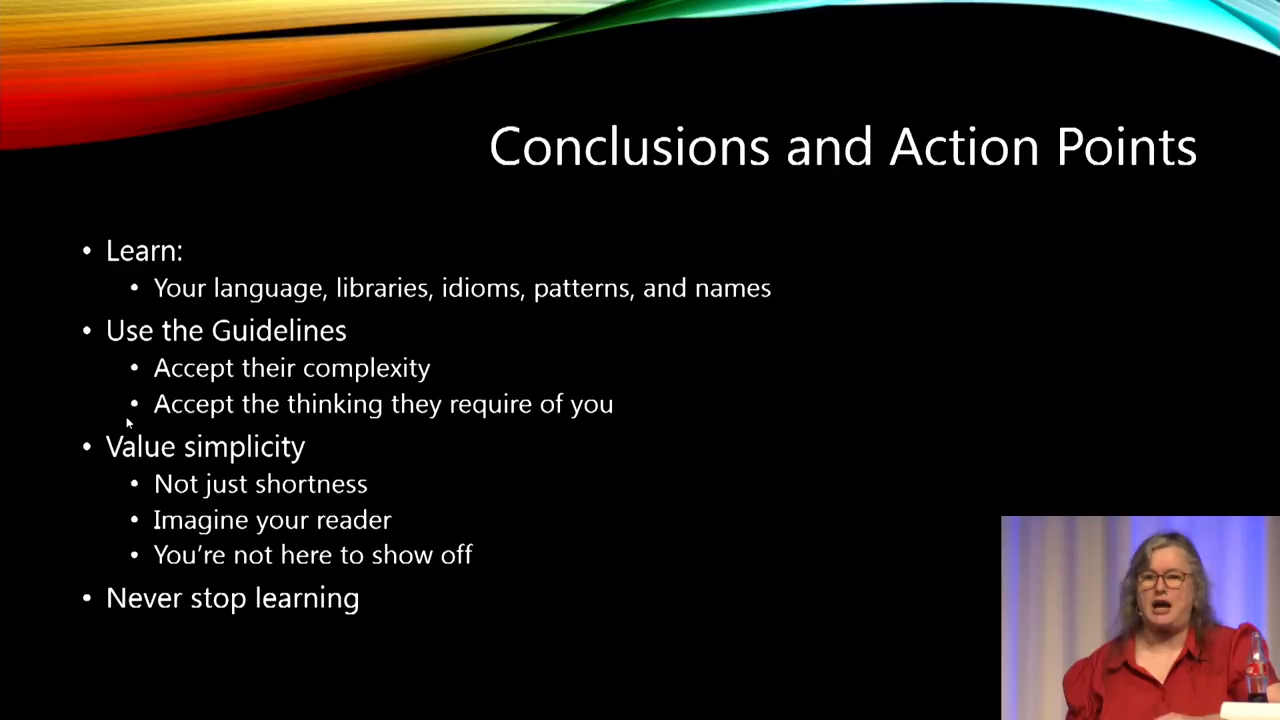 Conclusions and Action Points
• Learn:
• Your language, libraries, idioms, patterns, and names
• Use the Guidelines
• Accept their complexity
• Accept the thinking they require of you
• Value simplicity
• Not just shortness
• Imagine your reader
• You're not here to show off
• Never stop learning